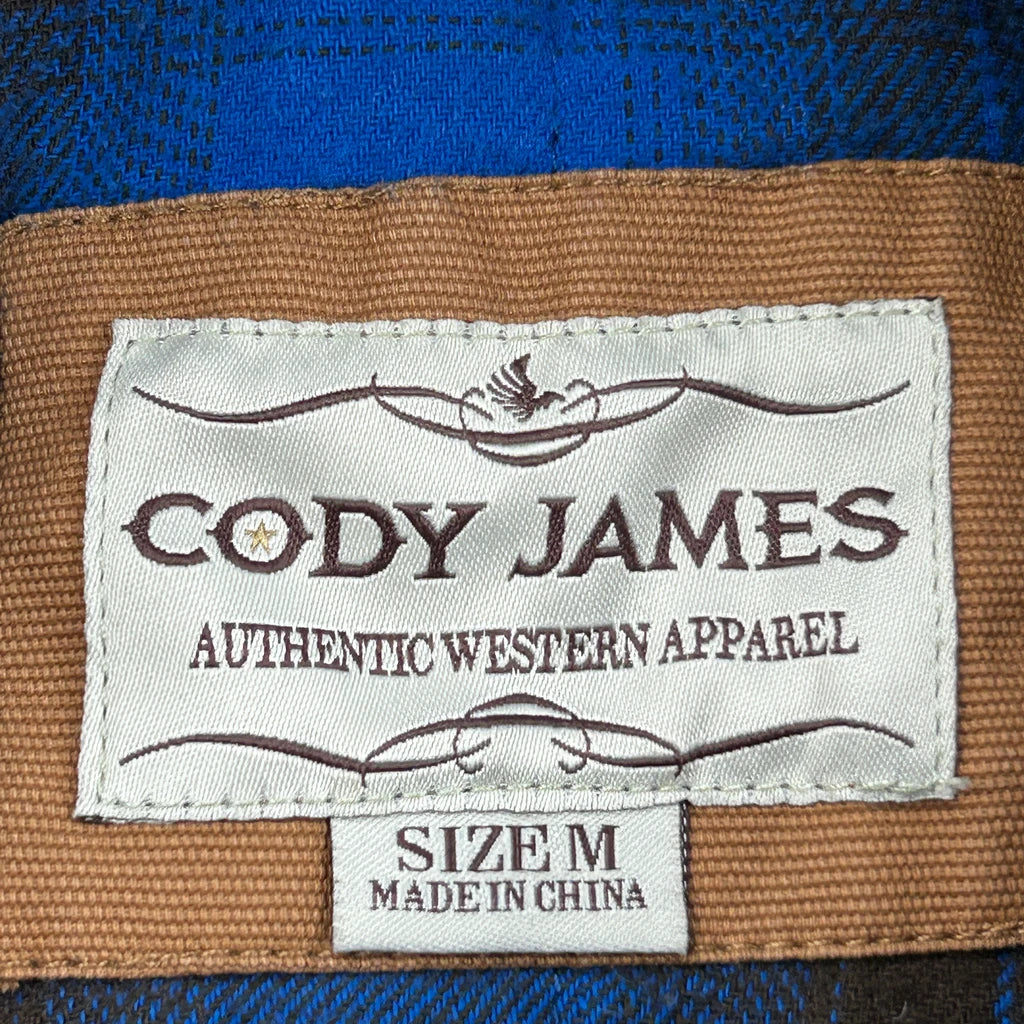 CODY JAMES
AUTHENTIC WESTERN APPAREL
SIZE M
MADE IN CHINA